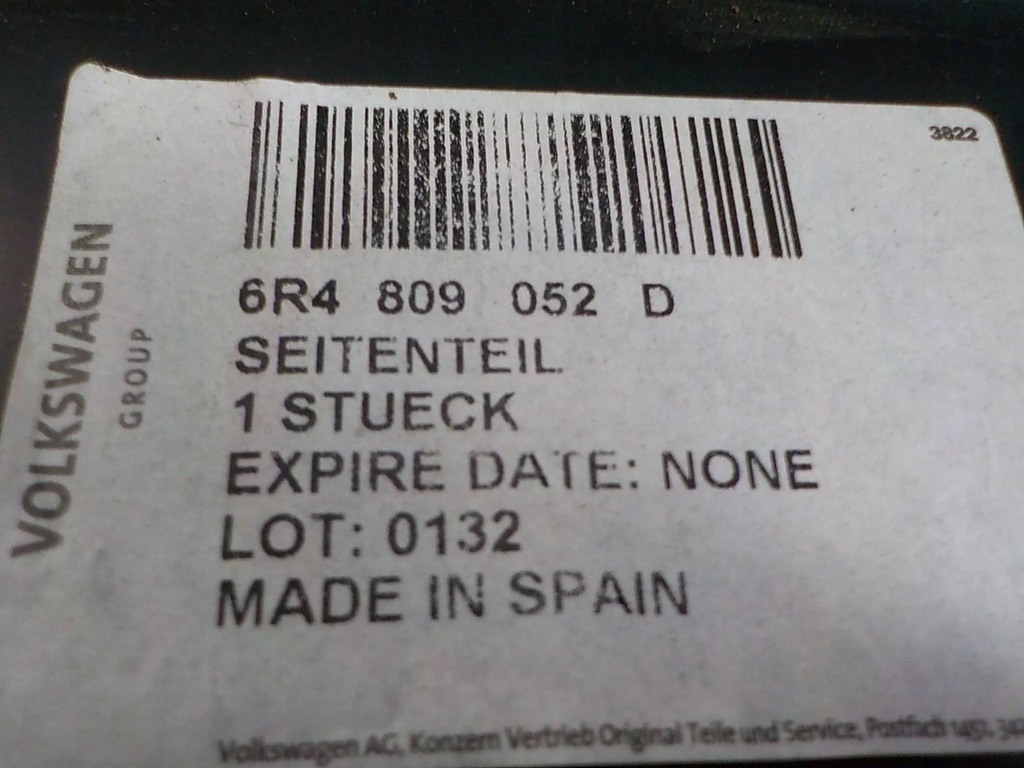 3822
VOLKSWAGEN
GROUP
6R4 809 052 D
SEITENTEIL
1 STUECK
EXPIRE DATE: NONE
LOT: 0132
MADE IN SPAIN
Volkswagen AG, Konzern Vertrieb Original Teile und Service, Postfach